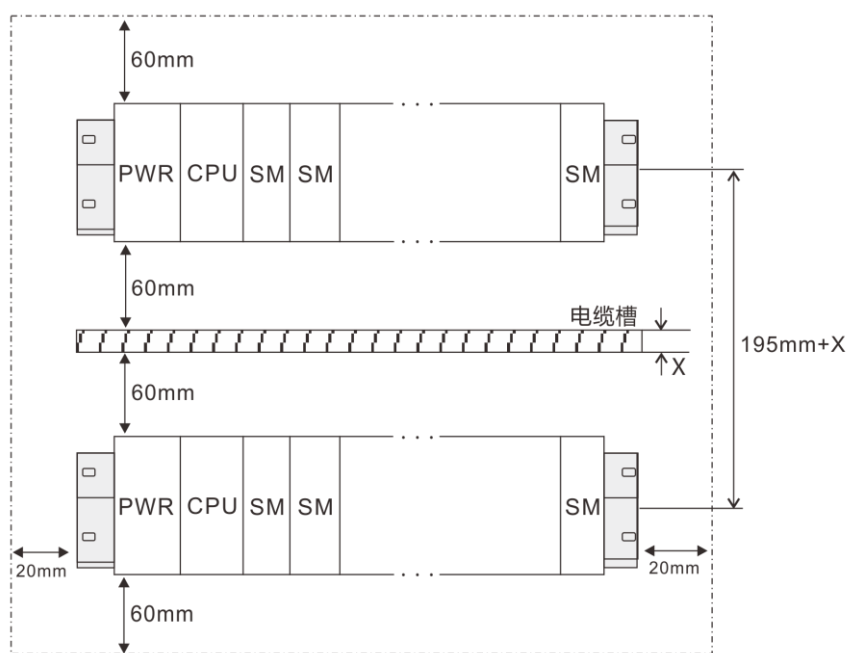 60mm
. . .
PWR CPU SM SM SM
. . .
60mm
电缆槽
195mm+X
X
60mm
. . .
PWR CPU SM SM SM
20mm 20mm
. . .
60mm